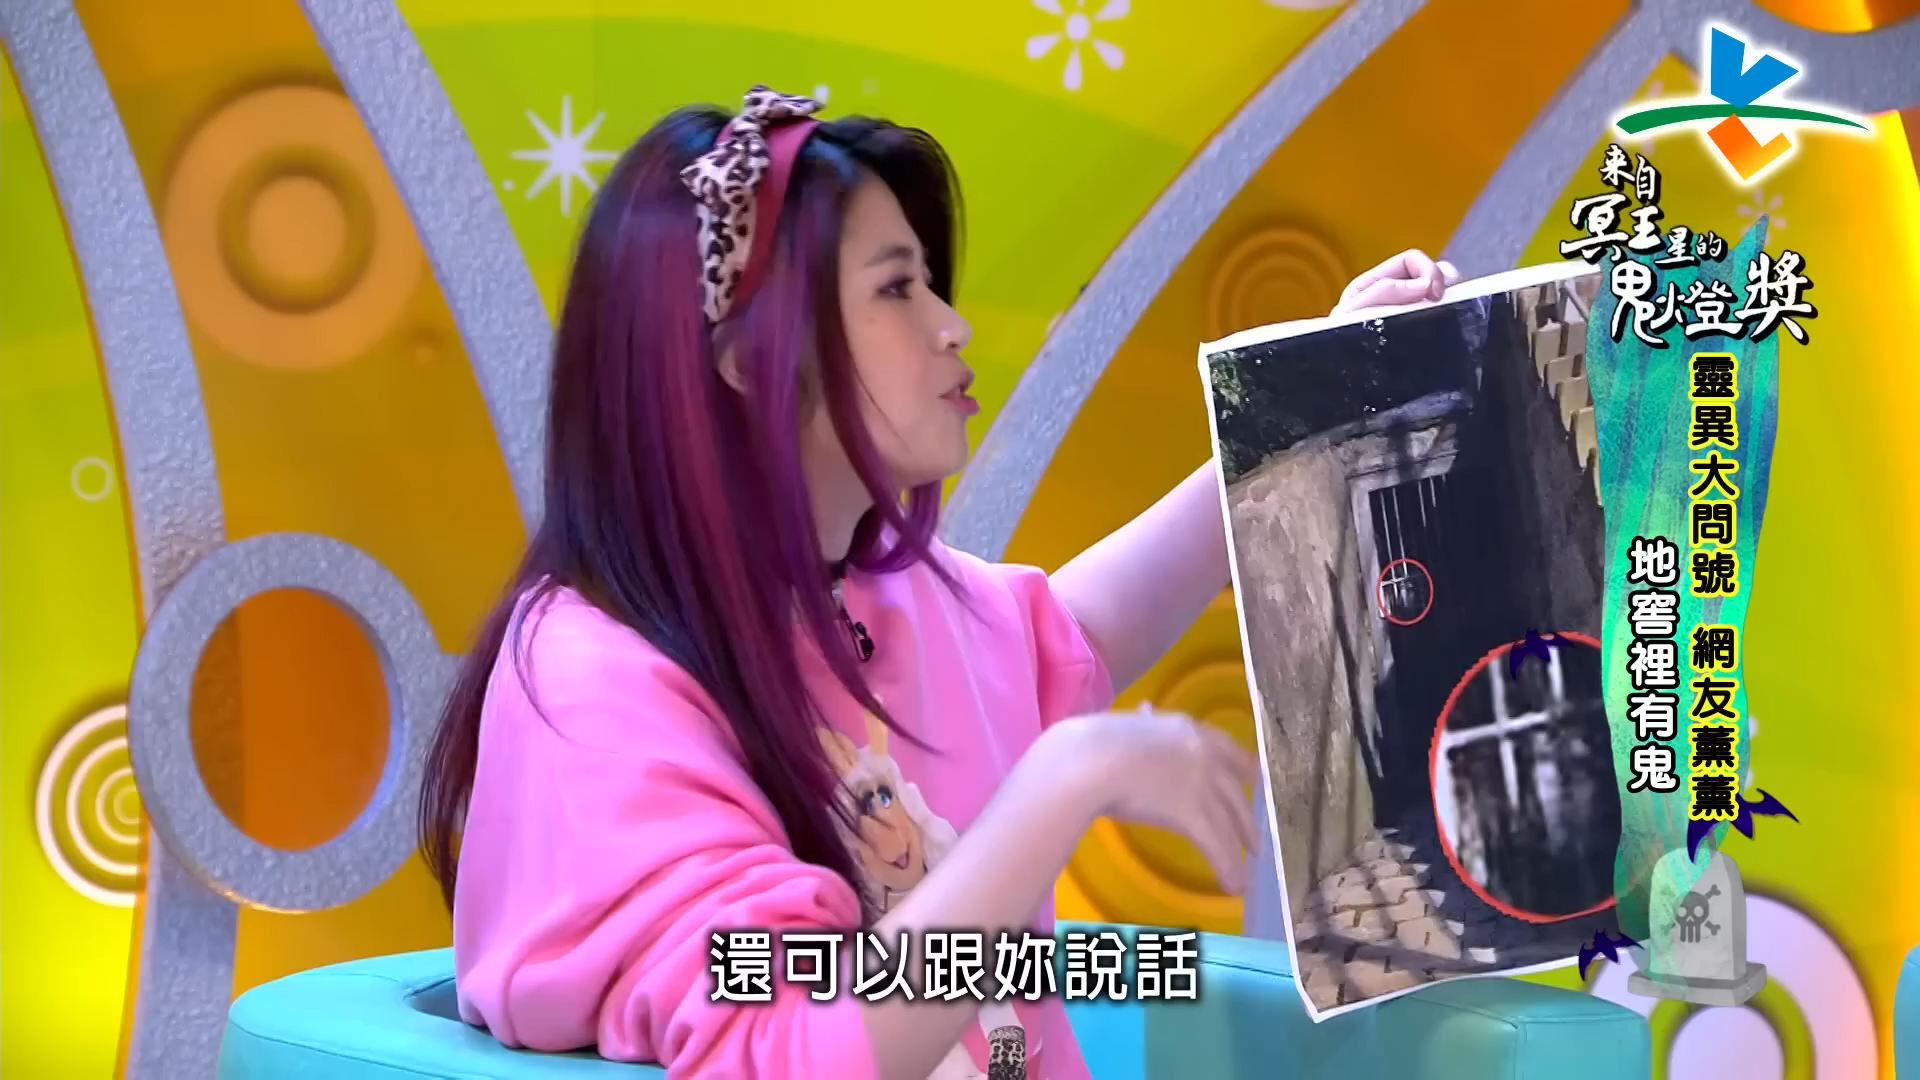 來自
冥王星的
鬼燈獎
靈異大問號 網友薰薰
地窖裡有鬼
還可以跟妳說話